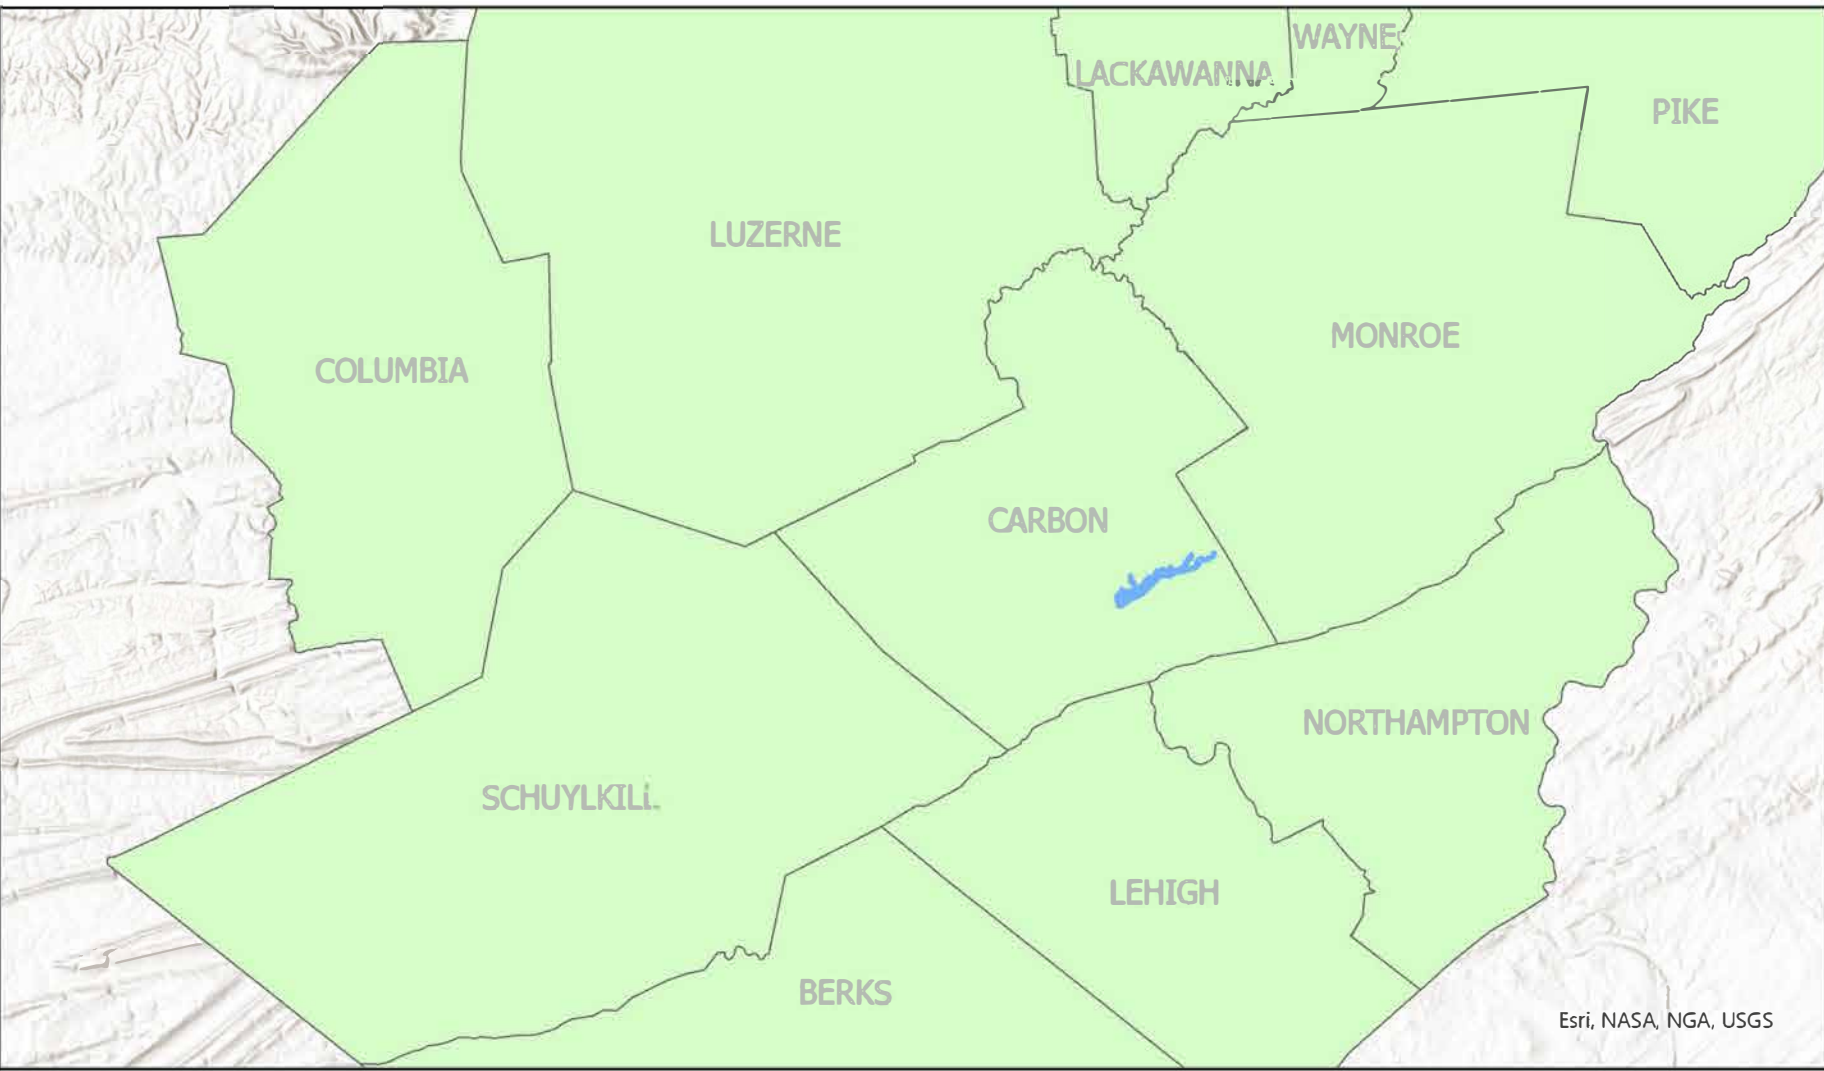 WAYNE
LACKAWANNA
PIKE
LUZERNE
MONROE
COLUMBIA
CARBON
NORTHAMPTON
SCHUYLKILL
LEHIGH
BERKS
Esri, NASA, NGA, USGS